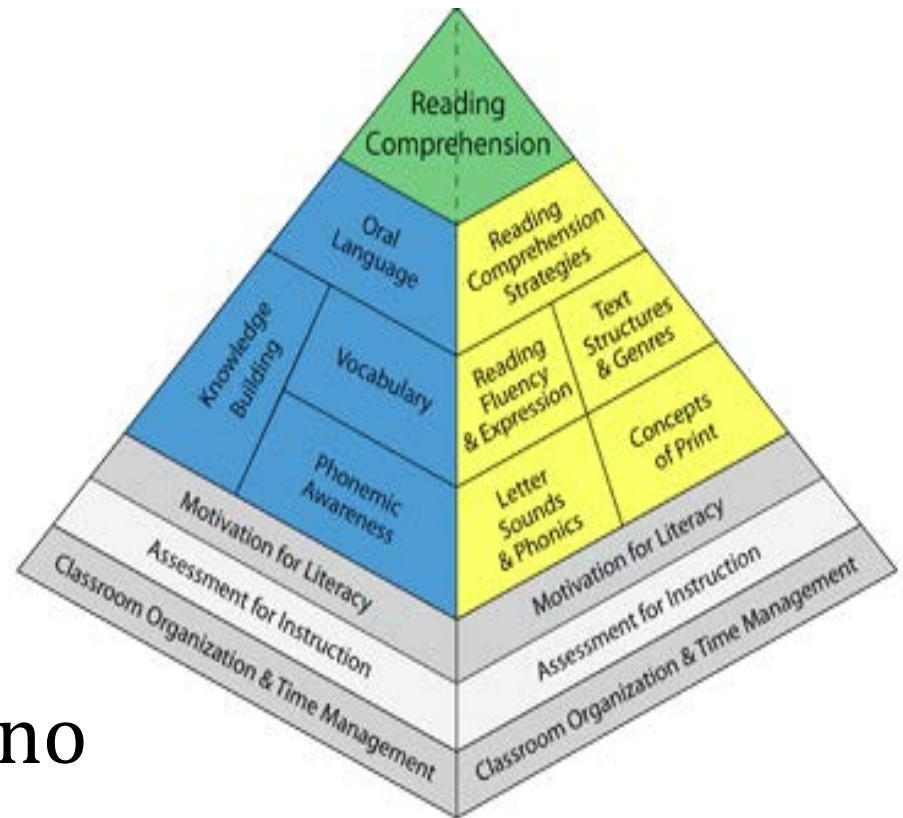 Reading
Comprehension
Oral
Language
Reading
Comprehension
Strategies
Knowledge
Building
Vocabulary
Reading
Fluency
& Expression
Text
Structures
& Genres
Phonemic
Awareness
Letter
Sounds
& Phonics
Concepts
of Print
Motivation for Literacy
Motivation for Literacy
Assessment for Instruction
Assessment for Instruction
Classroom Organization & Time Management
Classroom Organization & Time Management
no